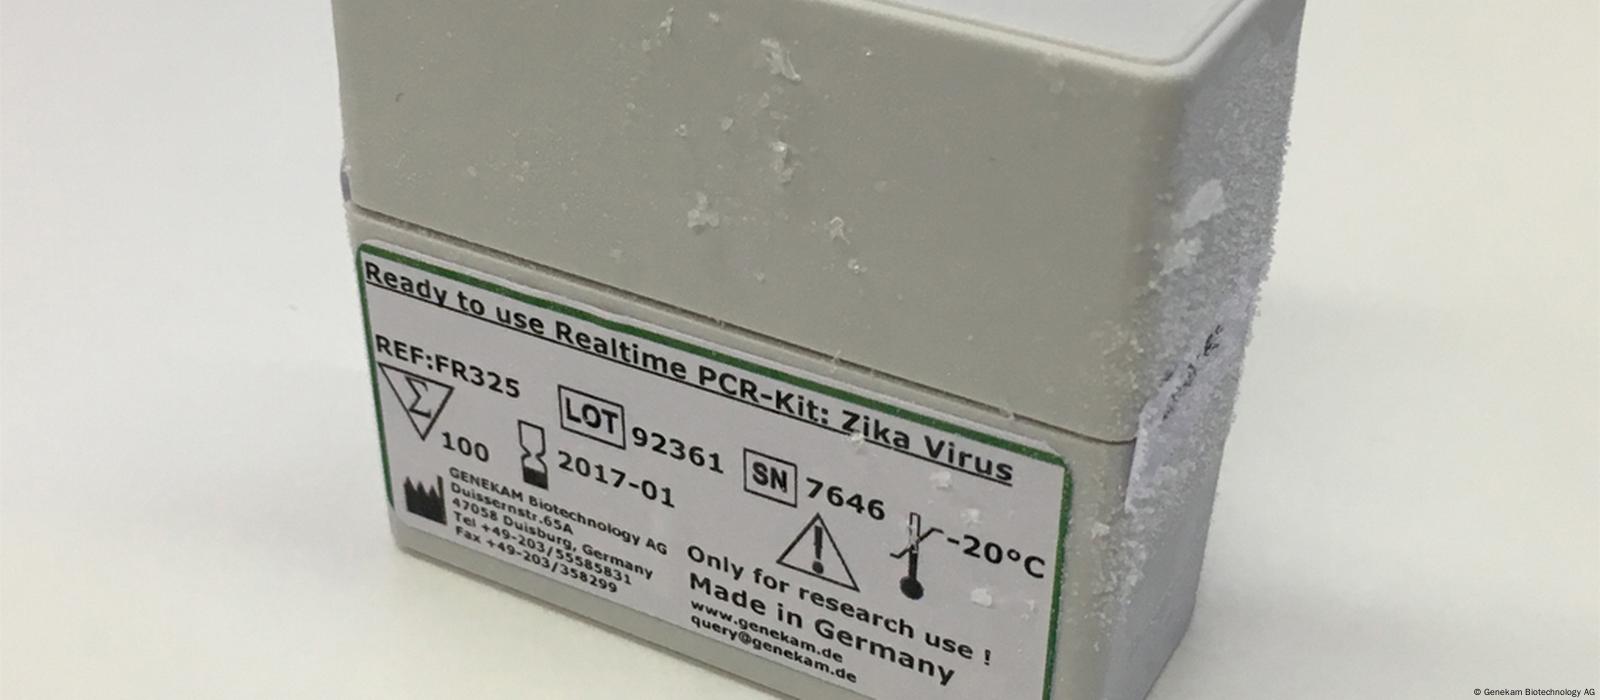 Ready to use Realtime PCR-Kit: Zika Virus
REF:FR325
Σ
100
LOT 92361
2017-01
SN 7646
-20°C
GENEKAM Biotechnology AG
Duissernstr.65A
47058 Duisburg, Germany
Tel +49-203/55585831
Fax +49-203/358299
Only for research use !
Made in Germany
www.genekam.de
query@genekam.de
© Genekam Biotechnology AG